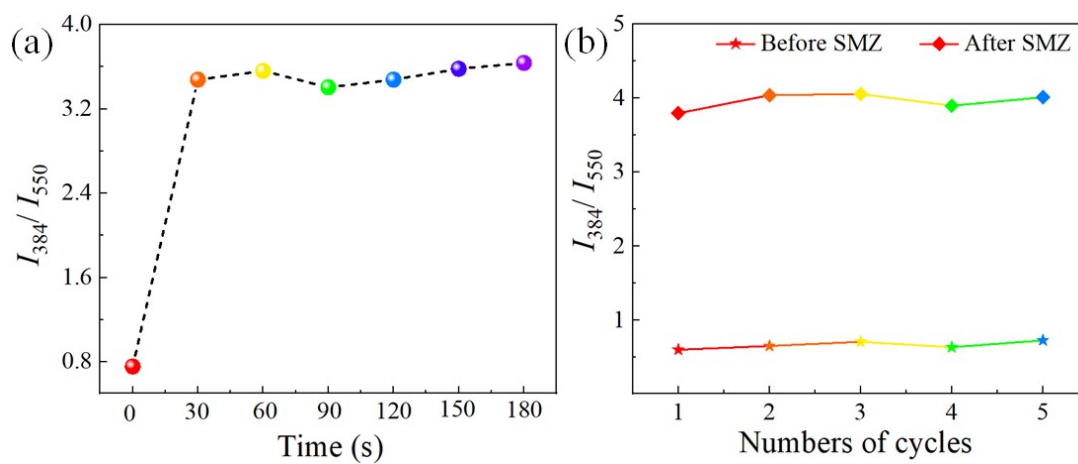 (a)
4.0
3.2
2.4
1.6
0.8
I384/ I550
0 30 60 90 120 150 180
Time (s)
(b)
Before SMZ After SMZ
5
4
3
2
1
I384/ I550
1 2 3 4 5
Numbers of cycles